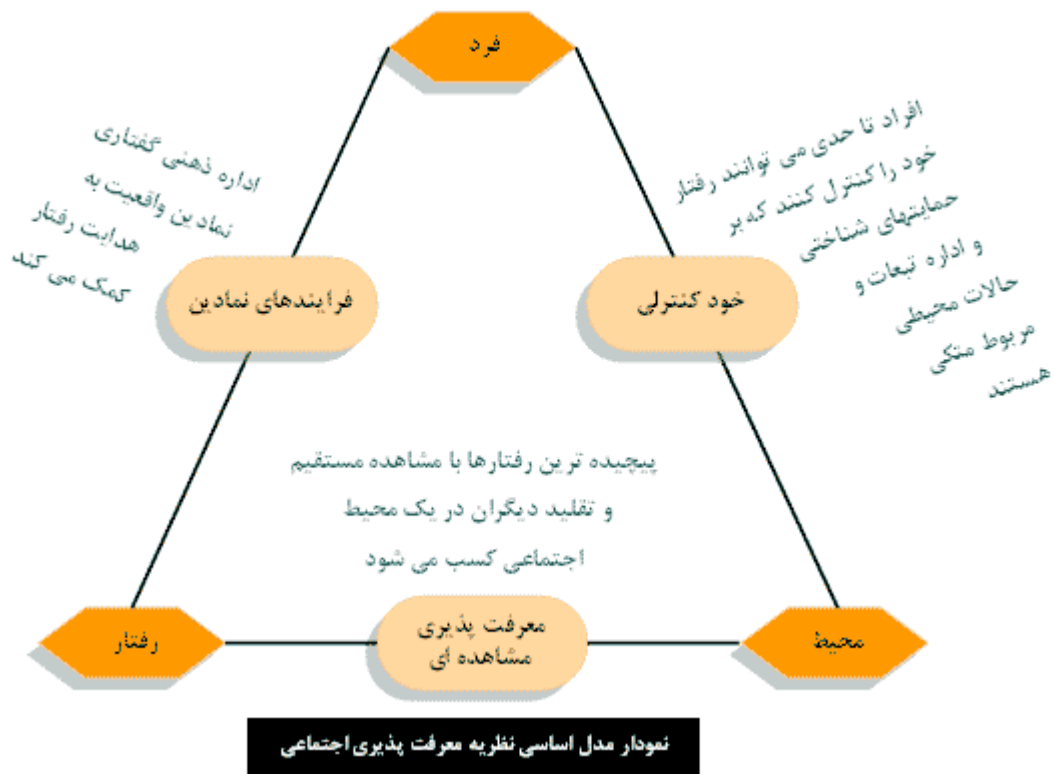 فرد
افراد تا حدی می توانند رفتار
خود را کنترل کنند که بر
حمایتهای شناختی
و اداره تبعات و
حالات محیطی
مربوط متکی
هستند
اداره ذهنی گفتاری
نمادین واقعیت به
هدایت رفتار
کمک می کند
خود کنترلی
فرایندهای نمادین
پیچیده ترین رفتارها با مشاهده مستقیم
و تقلید دیگران در یک محیط
اجتماعی کسب می شود
محیط
معرفت پذیری
مشاهده ای
رفتار
نمودار مدل اساسی نظریه معرفت پذیری اجتماعی